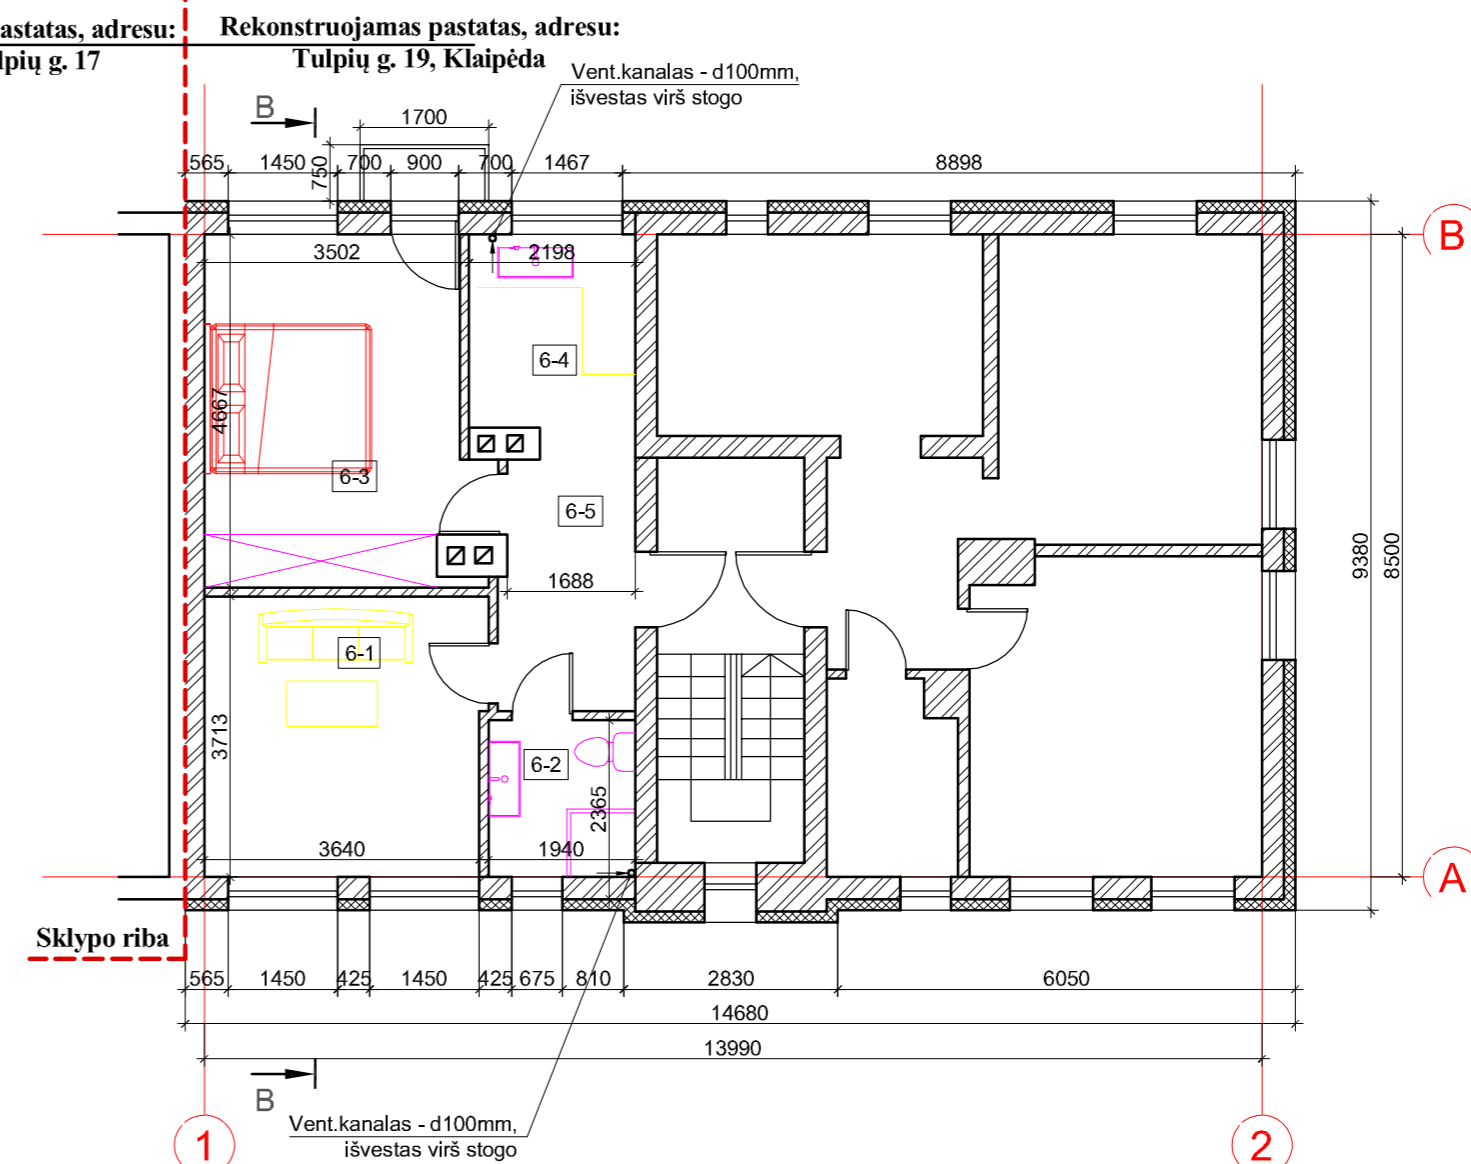 astatas, adresu:
lpių g. 17
Rekonstruojamas pastatas, adresu:
Tulpių g. 19, Klaipėda
Vent.kanalas - d100mm,
išvestas virš stogo
B
1700
565 1450 700 900 700 1467 8898
750
B
3502 2198
6-4
4667
6-3
6-5
9380
8500
1688
6-1
3713
6-2
2365
3640 1940
A
Sklypo riba
565 1450 425 1450 425 675 810 2830 6050
14680
13990
B
Vent.kanalas - d100mm,
išvestas virš stogo
1
2